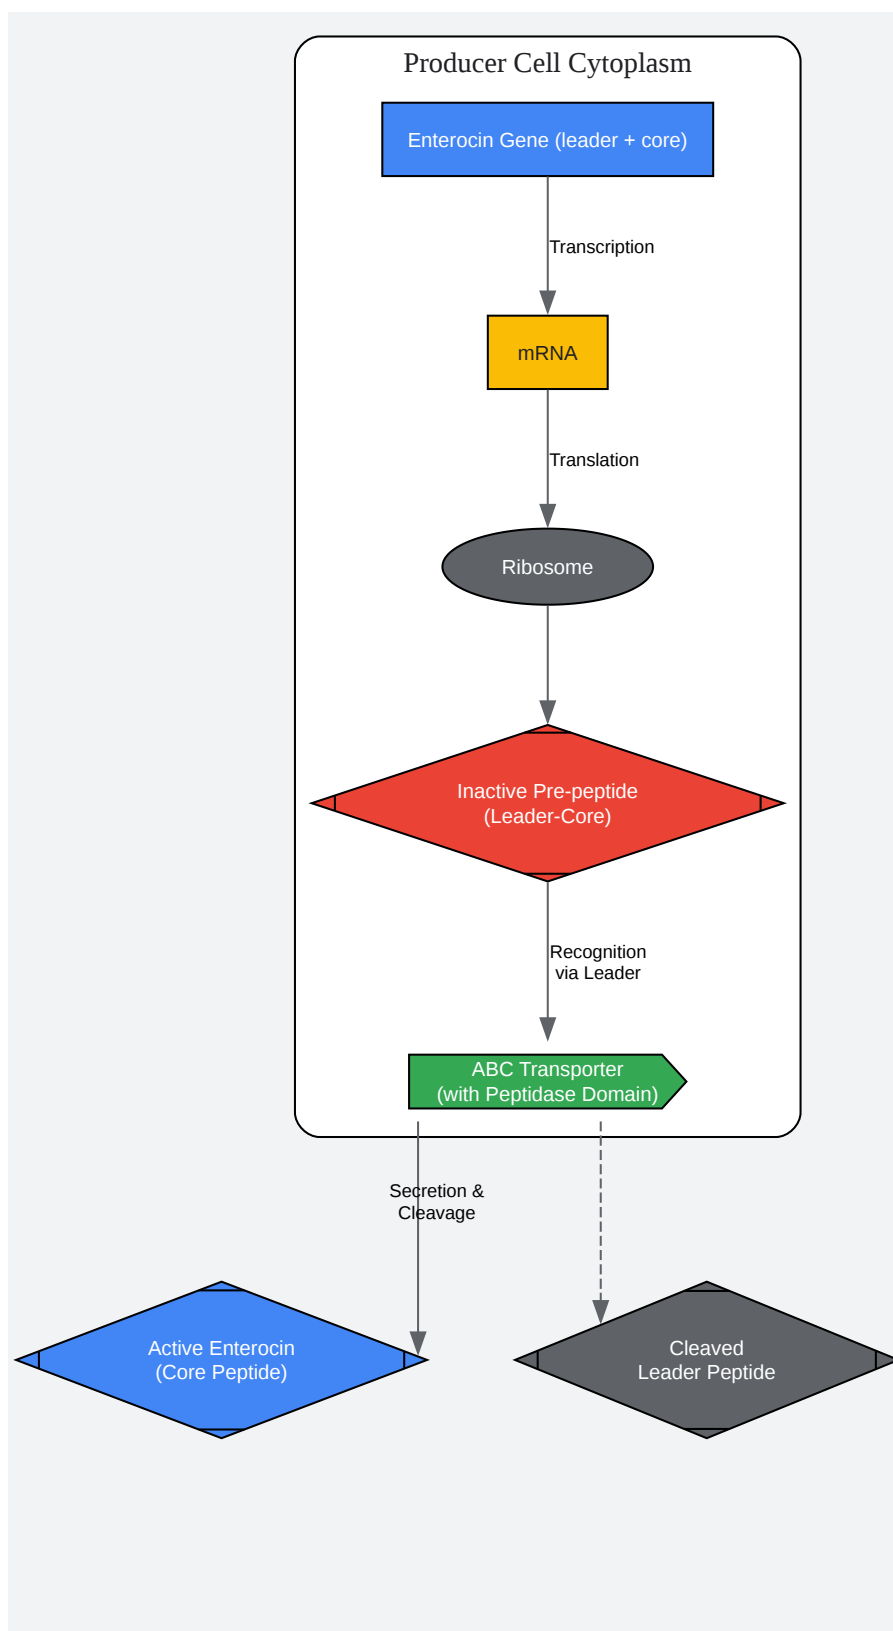 Producer Cell Cytoplasm
Enterocin Gene (leader + core)
Transcription
mRNA
Translation
Ribosome
Inactive Pre-peptide
(Leader-Core)
Recognition
via Leader
ABC Transporter
(with Peptidase Domain)
Secretion &
Cleavage
Active Enterocin
(Core Peptide)
Cleaved
Leader Peptide